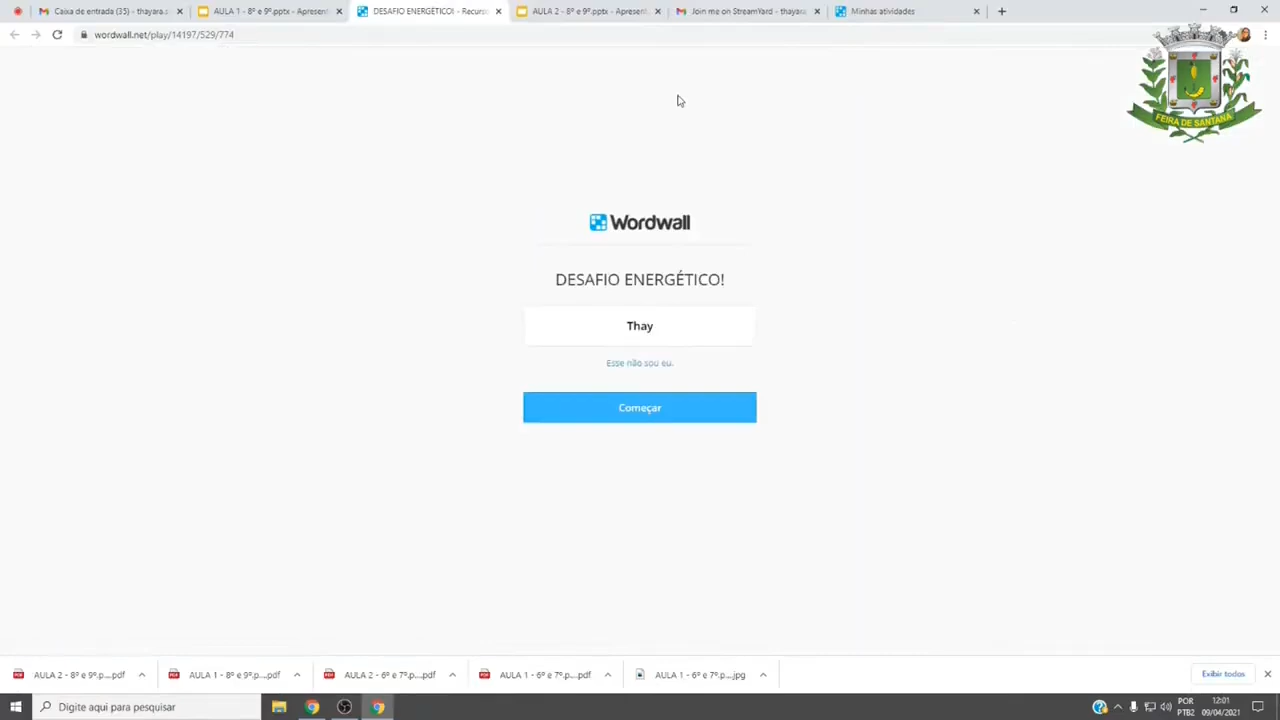 Caixa de entrada (35) - thayara.c
AULA 1 - 8º e 9º.pptx - Apresent
DESAFIO ENERGÉTICO! - Recurso
AULA 2 - 8º e 9º.pptx - Apresent
Join me on StreamYard - thayara
Minhas atividades
wordwall.net/play/14197/529/774
FEIRA DE SANTANA
Wordwall
DESAFIO ENERGÉTICO!
Thay
Esse não sou eu.
Começar
AULA 2 - 8º e 9º.p....pdf
AULA 1 - 8º e 9º.p....pdf
AULA 2 - 6º e 7º.p....pdf
AULA 1 - 6º e 7º.p....pdf
AULA 1 - 6º e 7º.p....jpg
Exibir todos
Digite aqui para pesquisar
POR
PTB2
12:01
09/04/2021